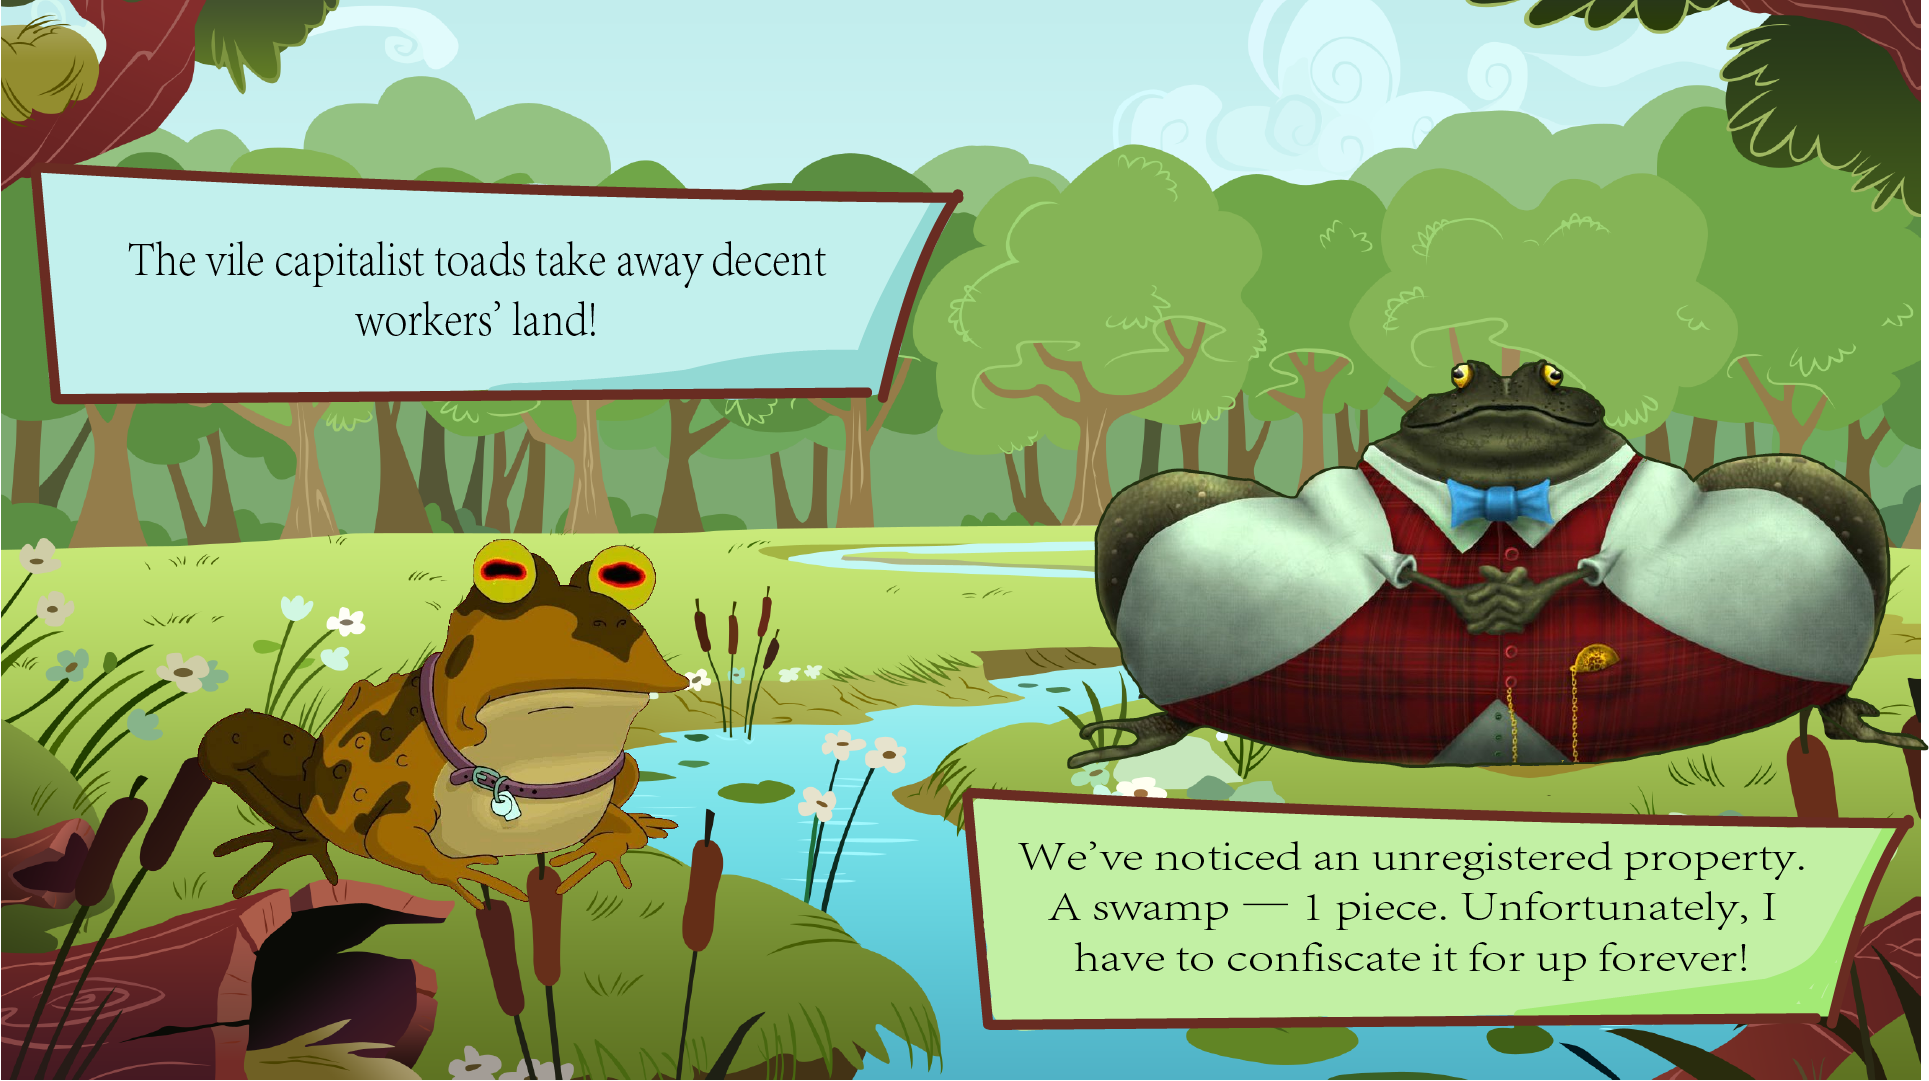 The vile capitalist toads take away decent
workers’ land!
We’ve noticed an unregistered property.
A swamp — 1 piece. Unfortunately, I
have to confiscate it for up forever!